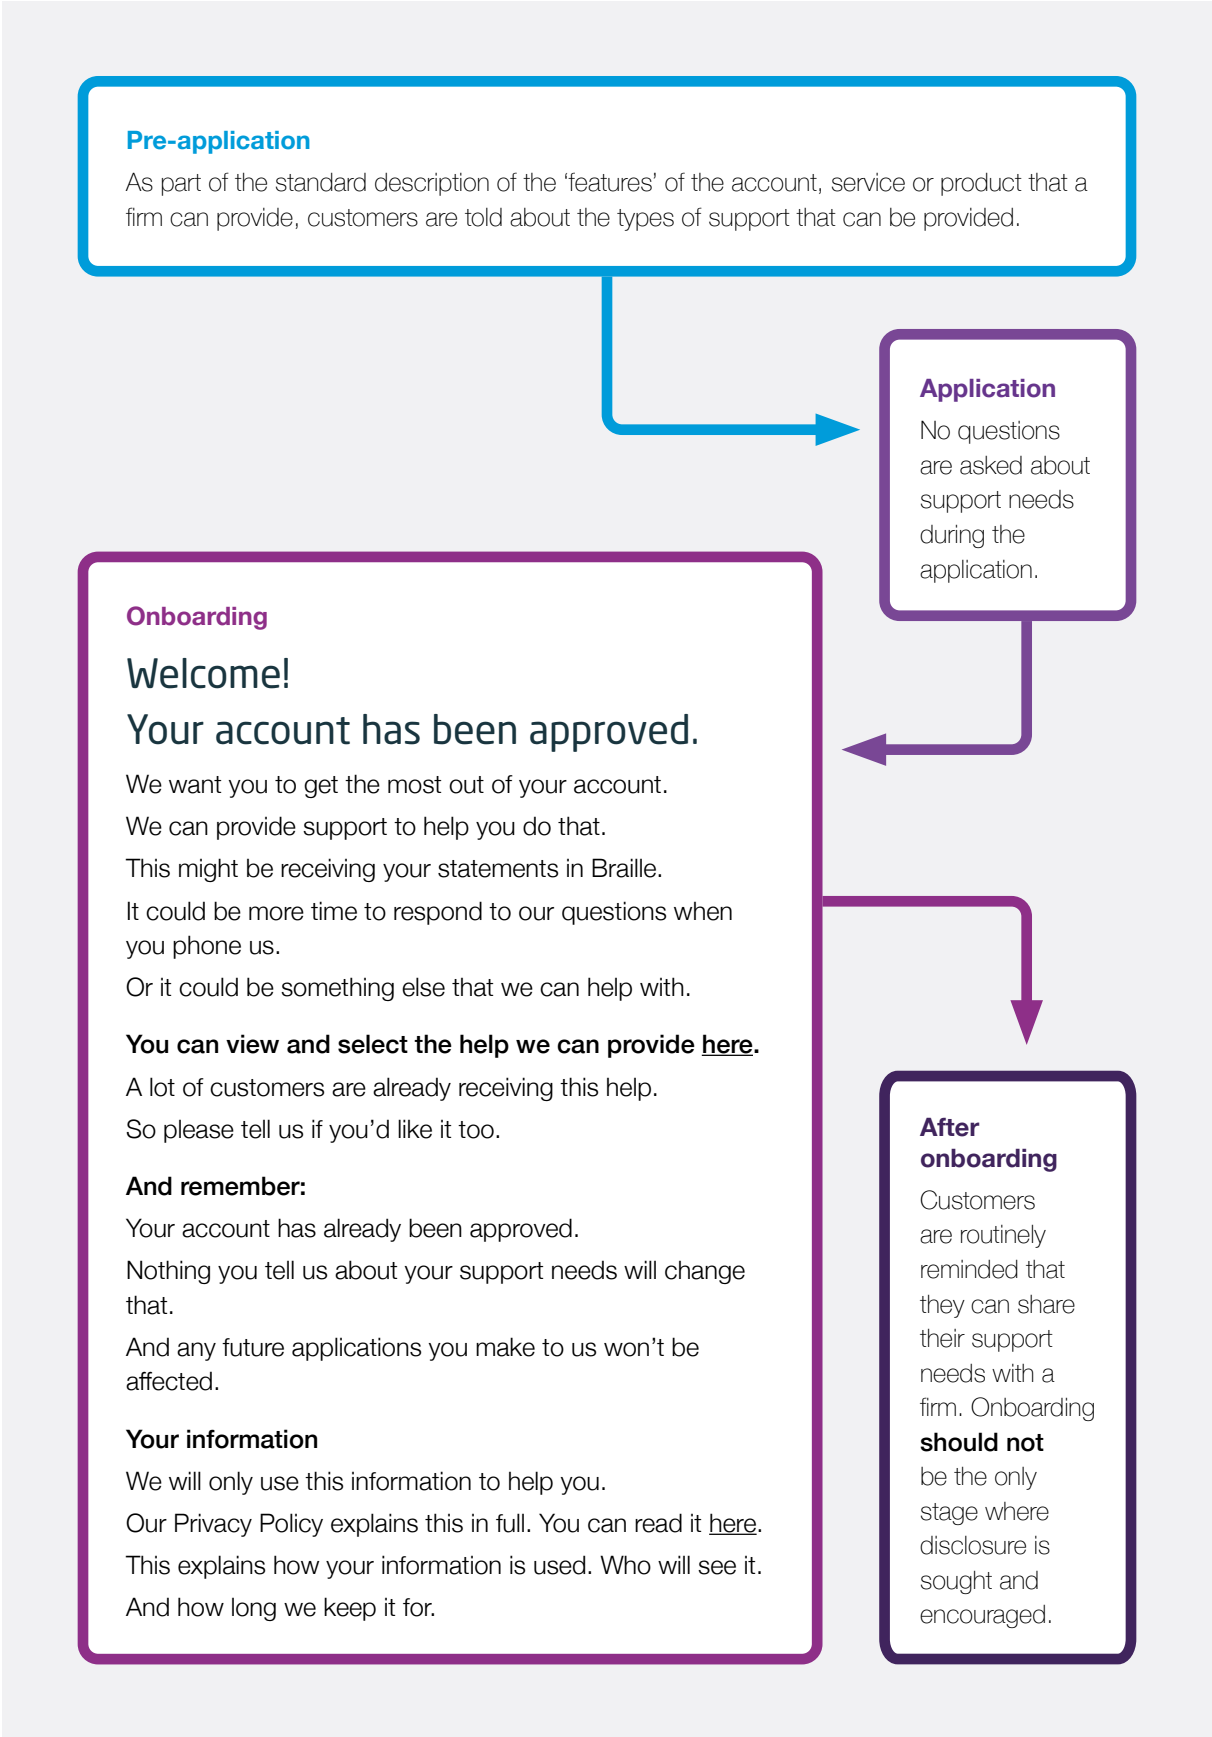 Pre-application
As part of the standard description of the ‘features’ of the account, service or product that a
firm can provide, customers are told about the types of support that can be provided.
Application
No questions
are asked about
support needs
during the
application.
Onboarding
Welcome!
Your account has been approved.
We want you to get the most out of your account.
We can provide support to help you do that.
This might be receiving your statements in Braille.
It could be more time to respond to our questions when
you phone us.
Or it could be something else that we can help with.
You can view and select the help we can provide here.
A lot of customers are already receiving this help.
So please tell us if you’d like it too.
And remember:
Your account has already been approved.
Nothing you tell us about your support needs will change
that.
And any future applications you make to us won’t be
affected.
Your information
We will only use this information to help you.
Our Privacy Policy explains this in full. You can read it here.
This explains how your information is used. Who will see it.
And how long we keep it for.
After
onboarding
Customers
are routinely
reminded that
they can share
their support
needs with a
firm. Onboarding
should not
be the only
stage where
disclosure is
sought and
encouraged.